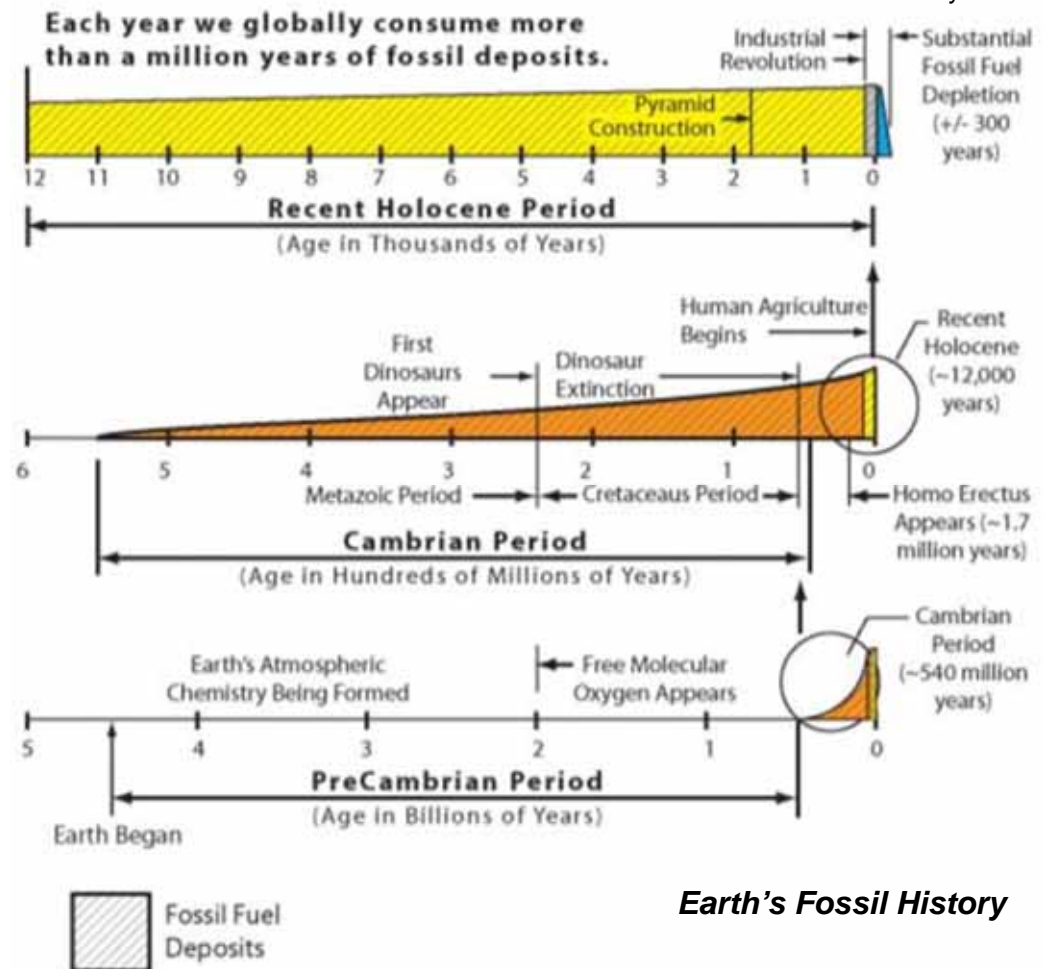 Each year we globally consume more
than a million years of fossil deposits.
Industrial
Revolution
Substantial
Fossil Fuel
Depletion
(+/- 300
years)
Pyramid
Construction
12 11 10 9 8 7 6 5 4 3 2 1 0
Recent Holocene Period
(Age in Thousands of Years)
Human Agriculture
Begins
Recent
Holocene
(~12,000
years)
First
Dinosaurs
Appear
Dinosaur
Extinction
6 5 4 3 2 1 0
Metazoic Period
Cretaceaus Period
Homo Erectus
Appears (~1.7
million years)
Cambrian Period
(Age in Hundreds of Millions of Years)
Cambrian
Period
(~540 million
years)
Earth's Atmospheric
Chemistry Being Formed
Free Molecular
Oxygen Appears
5 4 3 2 1 0
PreCambrian Period
(Age in Billions of Years)
Earth Began
Fossil Fuel
Deposits
Earth's Fossil History